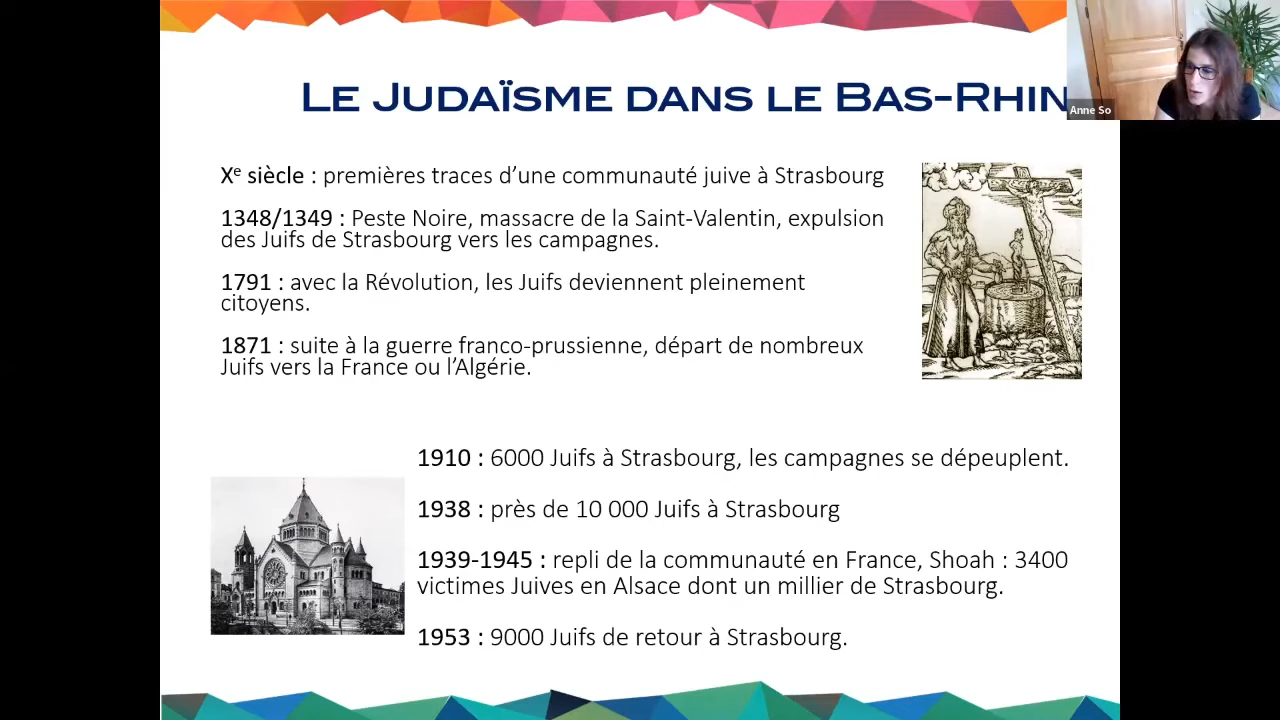 LE JUDAÏSME DANS LE BAS-RHIN
Anne So
Xᵉ siècle : premières traces d’une communauté juive à Strasbourg
1348/1349 : Peste Noire, massacre de la Saint-Valentin, expulsion
des Juifs de Strasbourg vers les campagnes.
1791 : avec la Révolution, les Juifs deviennent pleinement
citoyens.
1871 : suite à la guerre franco-prussienne, départ de nombreux
Juifs vers la France ou l’Algérie.
1910 : 6000 Juifs à Strasbourg, les campagnes se dépeuplent.
1938 : près de 10 000 Juifs à Strasbourg
1939-1945 : repli de la communauté en France, Shoah : 3400
victimes Juives en Alsace dont un millier de Strasbourg.
1953 : 9000 Juifs de retour à Strasbourg.